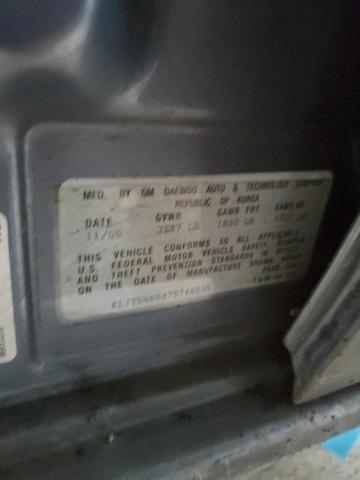 MFD. BY GM DAEWOO AUTO & TECHNOLOGY COMPANY
REPUBLIC OF KOREA
DATE GVWR GAWR FRT GAWR RR
11/06 3287 LB 1830 LB
THIS VEHICLE CONFORMS TO ALL APPLICABLE
U.S. FEDERAL MOTOR VEHICLE SAFETY, BUMPER
AND THEFT PREVENTION STANDARDS IN EFFECT
ON THE DATE OF MANUFACTURE SHOWN ABOVE
PASS CAR